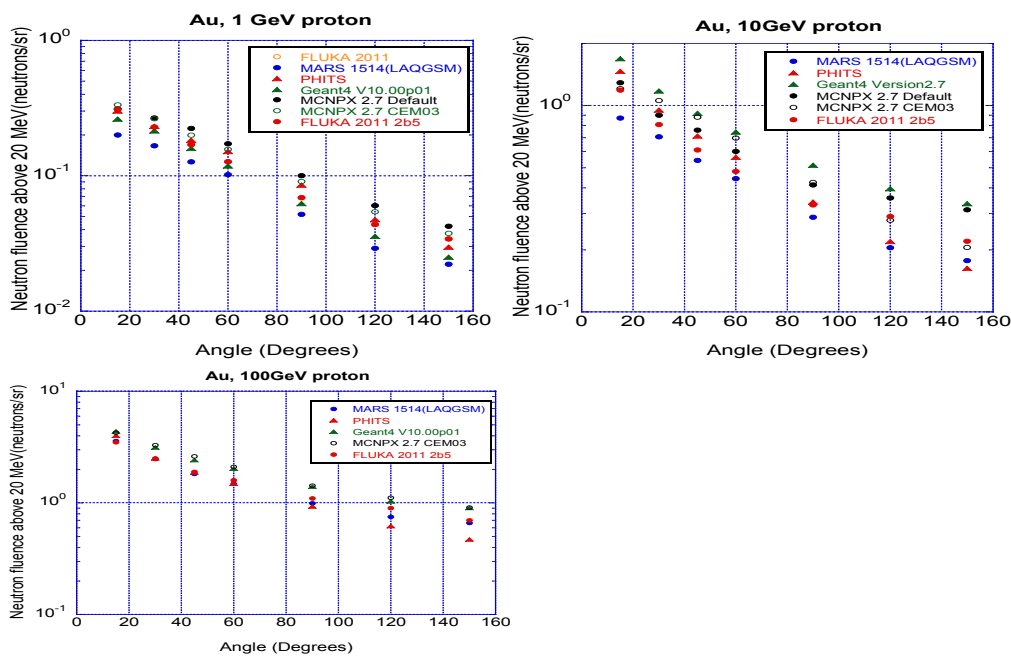 Au, 1 GeV proton
Neutron fluence above 20 MeV(neutrons/sr)
10^0
10^-1
10^-2
FLUKA 2011
MARS 1514(LAQGSM)
PHITS
Geant4 V10.00p01
MCNPX 2.7 Default
MCNPX 2.7 CEM03
FLUKA 2011 2b5
0 20 40 60 80 100 120 140 160
Angle (Degrees)
Au, 10GeV proton
Neutron fluence above 20 MeV(neutrons/sr)
10^0
10^-1
MARS 1514(LAQGSM)
PHITS
Geant4 Version2.7
MCNPX 2.7 Default
MCNPX 2.7 CEM03
FLUKA 2011 2b5
0 20 40 60 80 100 120 140 160
Angle (Degrees)
Au, 100GeV proton
Neutron fluence above 20 MeV(neutrons/sr)
10^1
10^0
10^-1
MARS 1514(LAQGSM)
PHITS
Geant4 V10.00p01
MCNPX 2.7 CEM03
FLUKA 2011 2b5
0 20 40 60 80 100 120 140 160
Angle (Degrees)